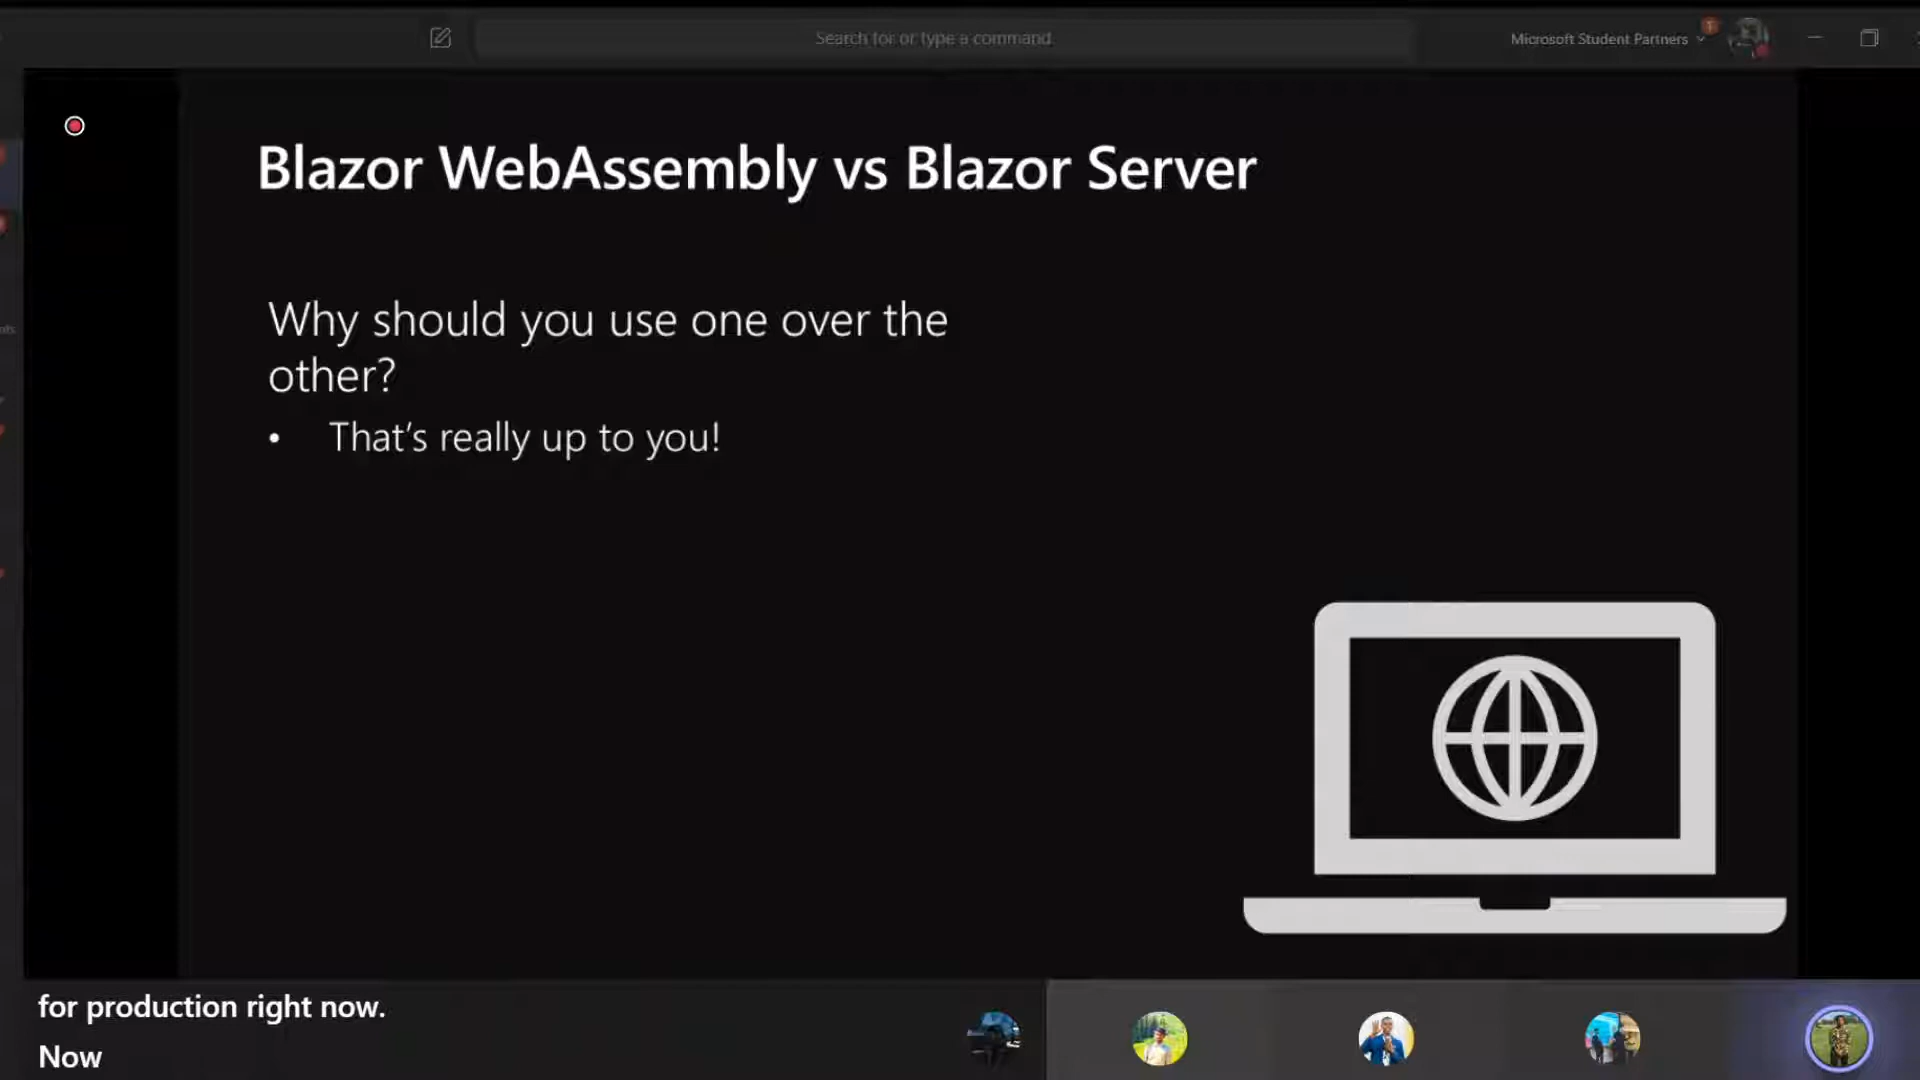 Search for or type a command
Microsoft Student Partners
Blazor WebAssembly vs Blazor Server
Why should you use one over the
other?
• That's really up to you!
for production right now.
Now